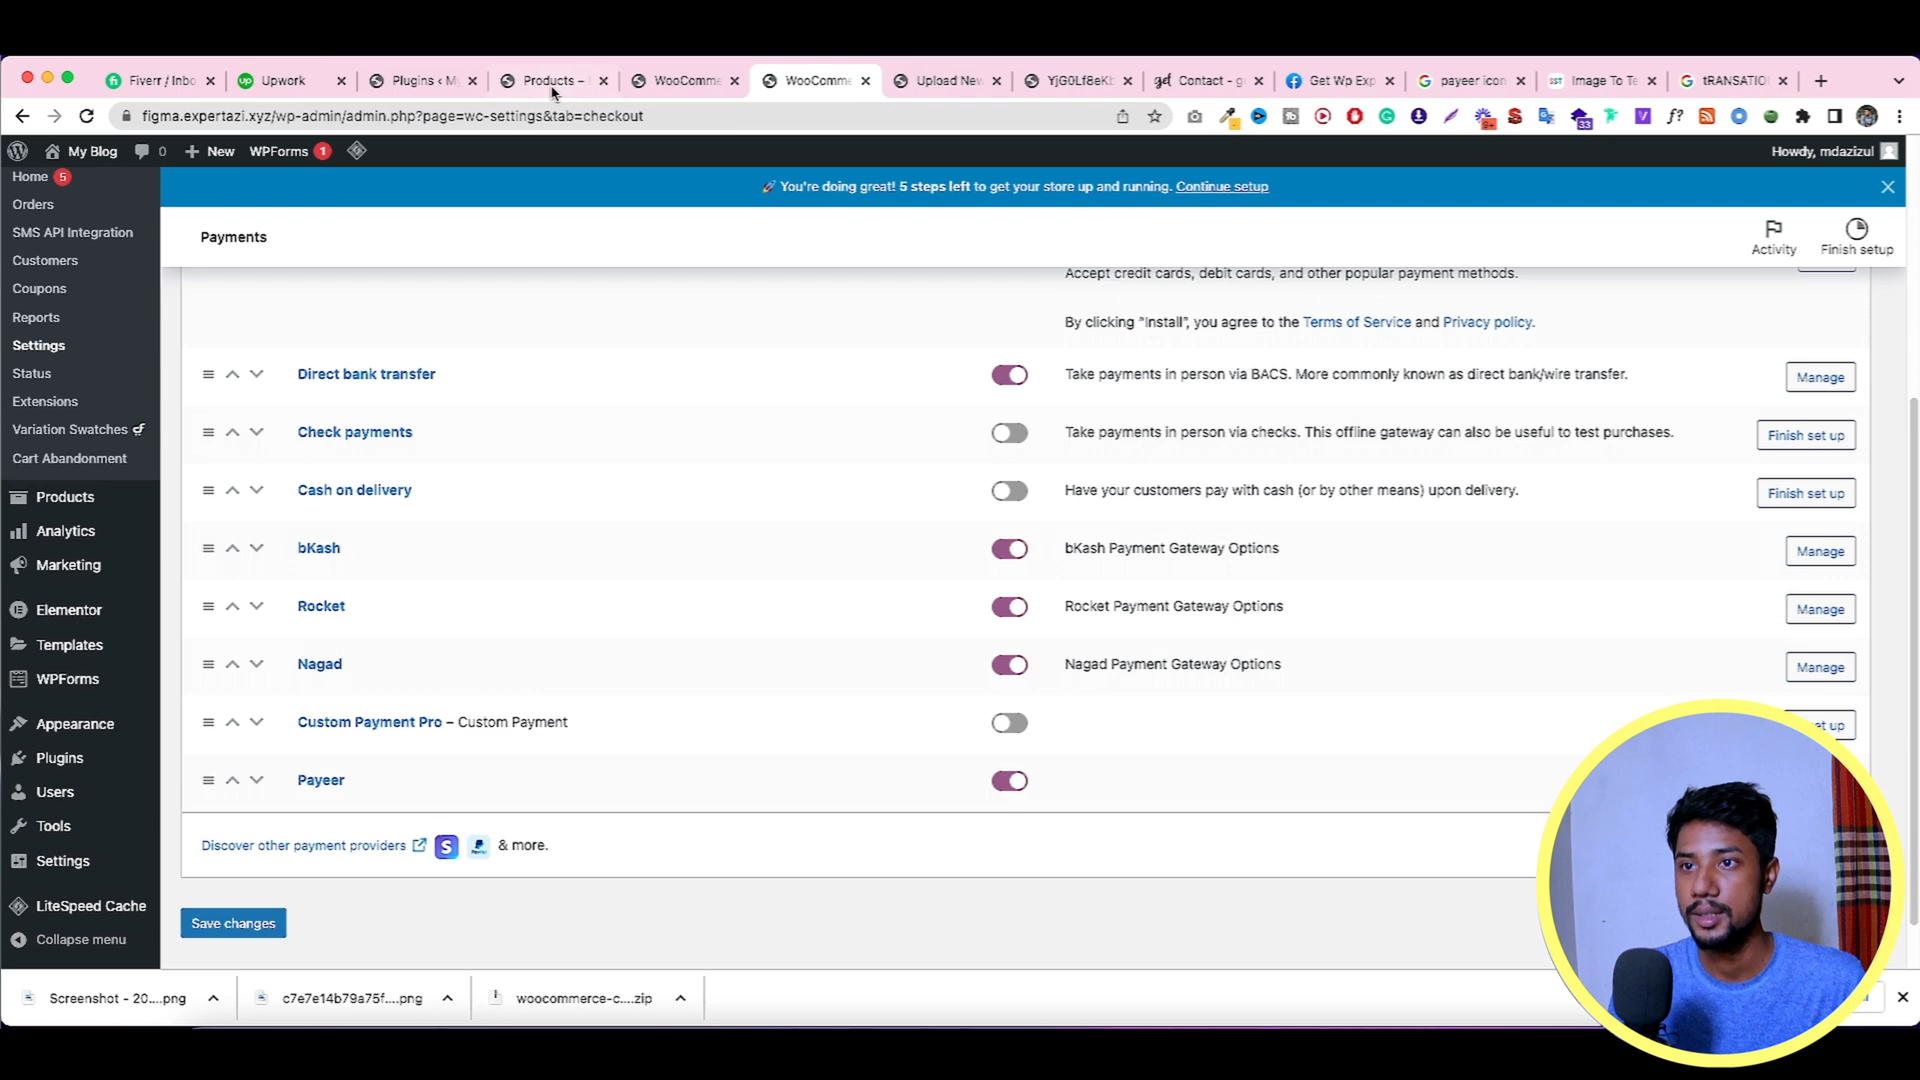 Fiverr / Inbo
Upwork
Plugins ‹ M
Products –
WooComme
WooComme
Upload New
YjG0Lf8eKb
get Contact - g
Get Wp Exp
payeer icon
SST Image To Te
tRANSATIO
figma.expertazi.xyz/wp-admin/admin.php?page=wc-settings&tab=checkout
My Blog
0
New
WPForms 1
Howdy, mdazizul
Home 5
Orders
SMS API Integration
Customers
Coupons
Reports
Settings
Status
Extensions
Variation Swatches
Cart Abandonment
Products
Analytics
Marketing
Elementor
Templates
WPForms
Appearance
Plugins
Users
Tools
Settings
LiteSpeed Cache
Collapse menu
You're doing great! 5 steps left to get your store up and running. Continue setup
Payments
Activity
Finish setup
Accept credit cards, debit cards, and other popular payment methods.
By clicking "Install", you agree to the Terms of Service and Privacy policy.
Direct bank transfer
Take payments in person via BACS. More commonly known as direct bank/wire transfer.
Manage
Check payments
Take payments in person via checks. This offline gateway can also be useful to test purchases.
Finish set up
Cash on delivery
Have your customers pay with cash (or by other means) upon delivery.
Finish set up
bKash
bKash Payment Gateway Options
Manage
Rocket
Rocket Payment Gateway Options
Manage
Nagad
Nagad Payment Gateway Options
Manage
Custom Payment Pro – Custom Payment
up
Payeer
Discover other payment providers
S
& more.
Save changes
Screenshot - 20....png
c7e7e14b79a75f....png
woocommerce-c....zip